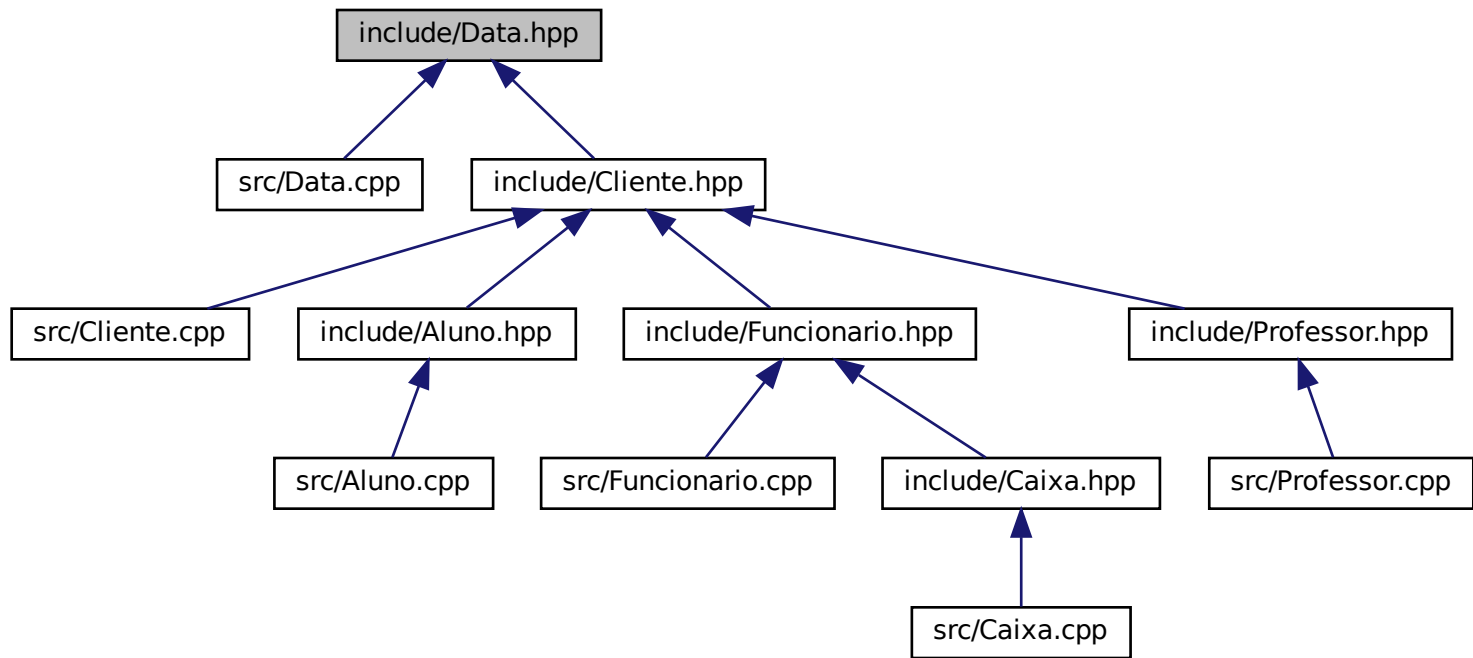 include/Data.hpp
src/Data.cpp
include/Cliente.hpp
src/Cliente.cpp
include/Aluno.hpp
include/Funcionario.hpp
include/Professor.hpp
src/Aluno.cpp
src/Funcionario.cpp
include/Caixa.hpp
src/Professor.cpp
src/Caixa.cpp